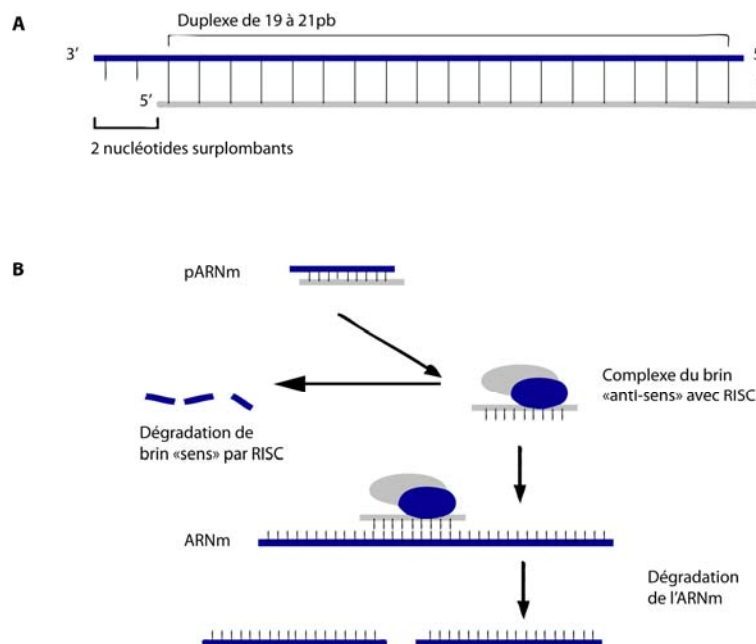 A
Duplexe de 19 à 21pb
3’
5’
2 nucléotides surplombants
B
pARNm
Complexe du brin
«anti-sens» avec RISC
Dégradation de
brin «sens» par RISC
ARNm
Dégradation
de l’ARNm